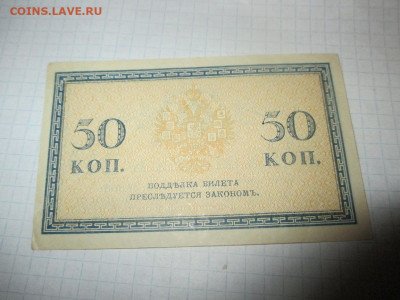 COINS.LAVE.RU
50 50
КОП. КОП.
ПОДДѢЛКА БИЛЕТА
ПРЕСЛѢДУЕТСЯ ЗАКОНОМЪ.